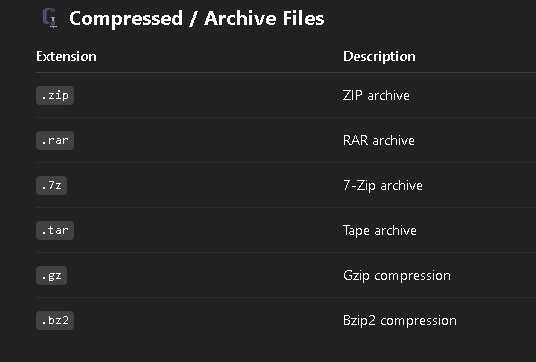 Compressed / Archive Files
Extension Description
.zip ZIP archive
.rar RAR archive
.7z 7-Zip archive
.tar Tape archive
.gz Gzip compression
.bz2 Bzip2 compression